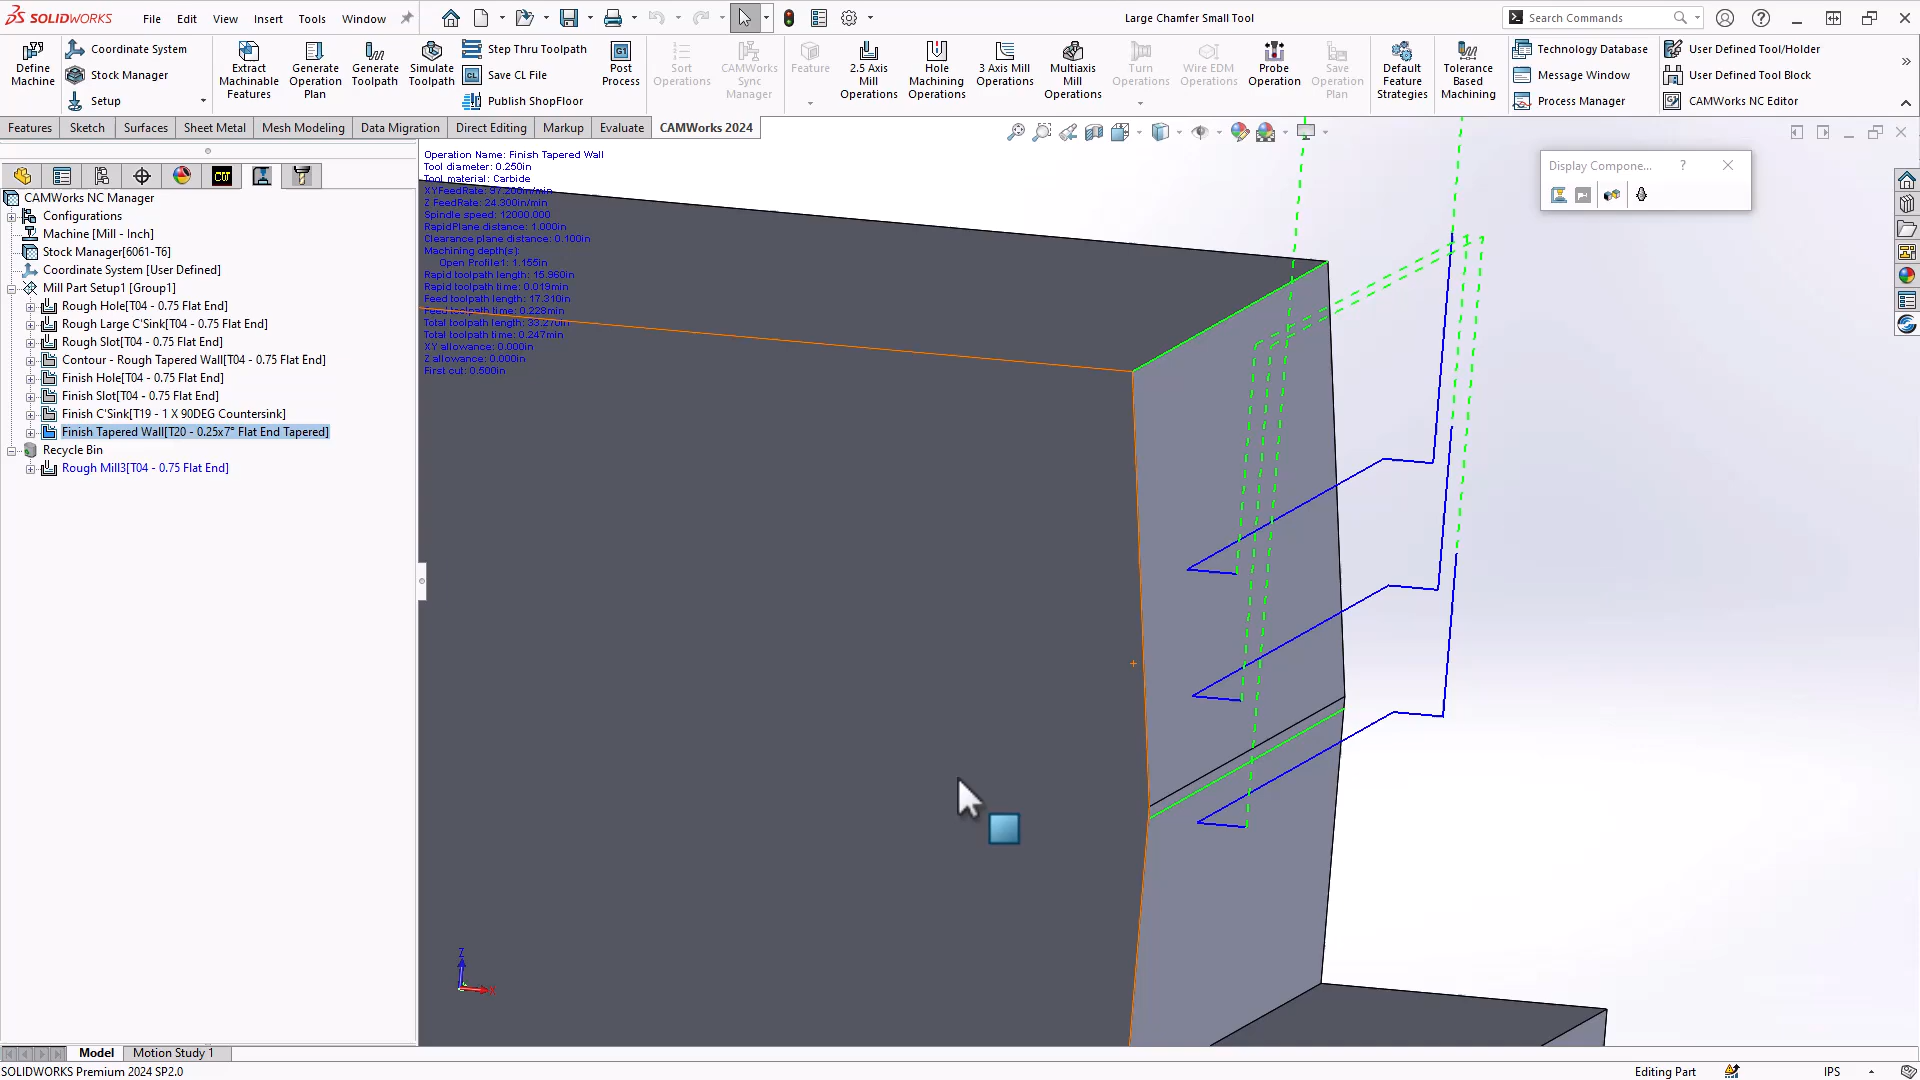 SOLIDWORKS
File
Edit
View
Insert
Tools
Window
Large Chamfer Small Tool
Search Commands
Define Machine
Coordinate System
Stock Manager
Setup
Extract Machinable Features
Generate Operation Plan
Generate Toolpath
Simulate Toolpath
Step Thru Toolpath
Save CL File
Publish ShopFloor
Post Process
Sort Operations
CAMWorks Sync Manager
Feature
2.5 Axis Mill Operations
Hole Machining Operations
3 Axis Mill Operations
Multiaxis Mill Operations
Turn Operations
Wire EDM Operations
Probe Operation
Save Operation Plan
Default Feature Strategies
Tolerance Based Machining
Technology Database
Message Window
Process Manager
User Defined Tool/Holder
User Defined Tool Block
CAMWorks NC Editor
Features
Sketch
Surfaces
Sheet Metal
Mesh Modeling
Data Migration
Direct Editing
Markup
Evaluate
CAMWorks 2024
CAMWorks NC Manager
Configurations
Machine [Mill - Inch]
Stock Manager[6061-T6]
Coordinate System [User Defined]
Mill Part Setup1 [Group1]
Rough Hole[T04 - 0.75 Flat End]
Rough Large C'Sink[T04 - 0.75 Flat End]
Rough Slot[T04 - 0.75 Flat End]
Contour - Rough Tapered Wall[T04 - 0.75 Flat End]
Finish Hole[T04 - 0.75 Flat End]
Finish Slot[T04 - 0.75 Flat End]
Finish C'Sink[T19 - 1 X 90DEG Countersink]
Finish Tapered Wall[T20 - 0.25x7° Flat End Tapered]
Recycle Bin
Rough Mill3[T04 - 0.75 Flat End]
Operation Name: Finish Tapered Wall
Tool diameter: 0.250in
Tool material: Carbide
XYFeedRate: 97.200in/min
Z FeedRate: 24.300in/min
Spindle speed: 12000.000
RapidPlane distance: 1.000in
Clearance plane distance: 0.100in
Machining depth(s):
Open Profile1: 1.155in
Rapid toolpath length: 15.960in
Rapid toolpath time: 0.019min
Feed toolpath length: 17.310in
Feed toolpath time: 0.228min
Total toolpath length: 33.270in
Total toolpath time: 0.247min
XY allowance: 0.000in
Z allowance: 0.000in
First cut: 0.500in
Display Compone...
?
Z
X
Model
Motion Study 1
SOLIDWORKS Premium 2024 SP2.0
Editing Part
IPS